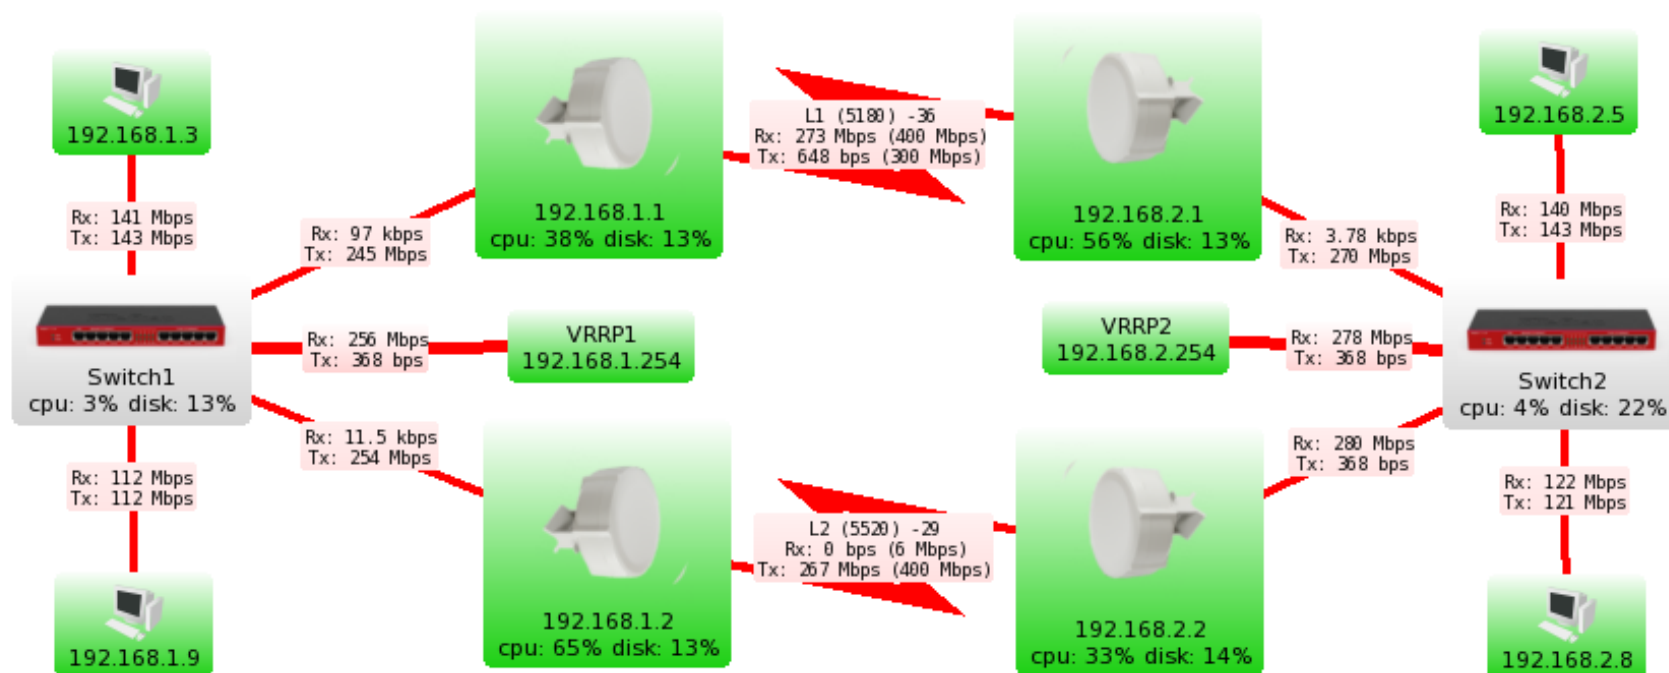 192.168.1.3
Rx: 141 Mbps
Tx: 143 Mbps
Switch1
cpu: 3% disk: 13%
Rx: 112 Mbps
Tx: 112 Mbps
192.168.1.9
Rx: 97 kbps
Tx: 245 Mbps
Rx: 256 Mbps
Tx: 368 bps
Rx: 11.5 kbps
Tx: 254 Mbps
192.168.1.1
cpu: 38% disk: 13%
VRRP1
192.168.1.254
192.168.1.2
cpu: 65% disk: 13%
L1 (5180) -36
Rx: 273 Mbps (400 Mbps)
Tx: 648 bps (300 Mbps)
L2 (5520) -29
Rx: 0 bps (6 Mbps)
Tx: 267 Mbps (400 Mbps)
192.168.2.1
cpu: 56% disk: 13%
VRRP2
192.168.2.254
192.168.2.2
cpu: 33% disk: 14%
Rx: 3.78 kbps
Tx: 270 Mbps
Rx: 278 Mbps
Tx: 368 bps
Rx: 280 Mbps
Tx: 368 bps
192.168.2.5
Rx: 140 Mbps
Tx: 143 Mbps
Switch2
cpu: 4% disk: 22%
Rx: 122 Mbps
Tx: 121 Mbps
192.168.2.8